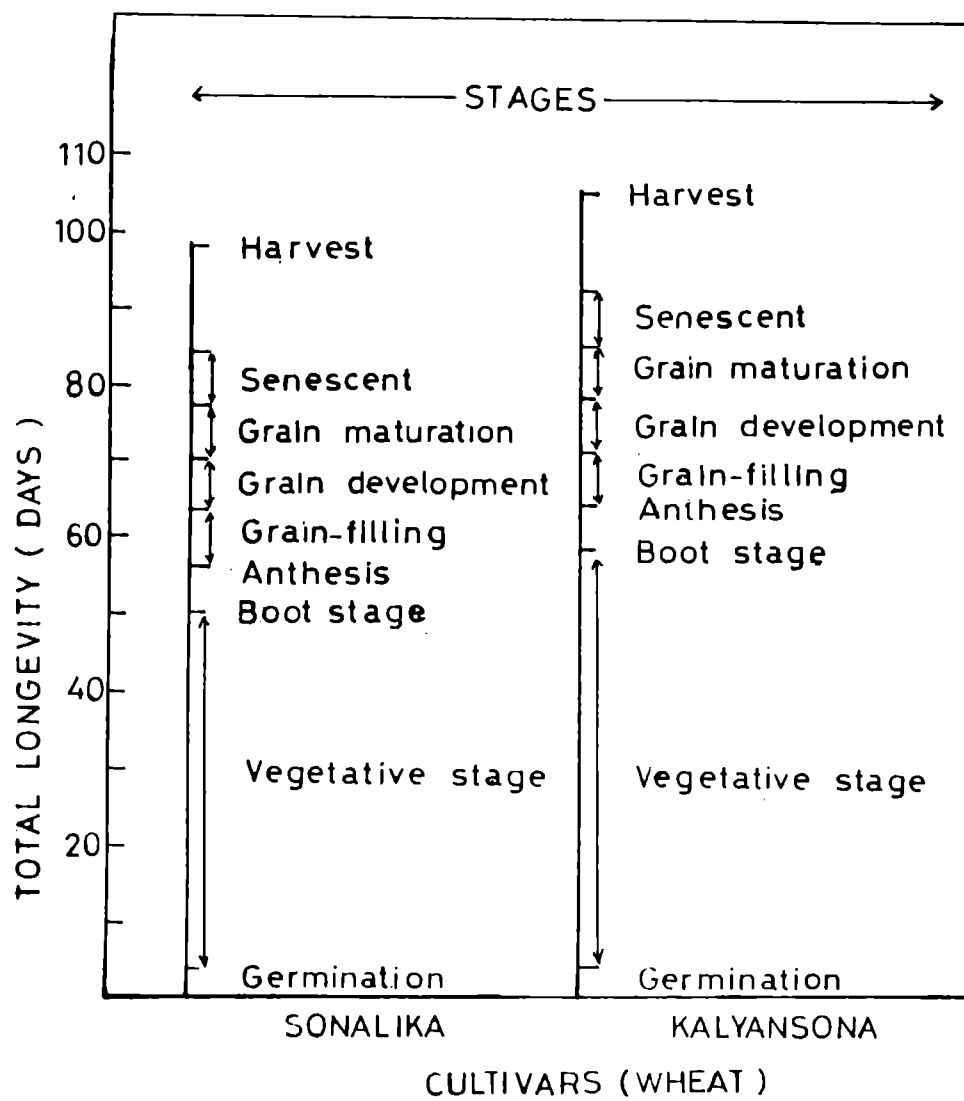 STAGES
110
100
80
60
40
20
TOTAL LONGEVITY (DAYS)
Harvest
Senescent
Grain maturation
Grain development
Grain-filling
Anthesis
Boot stage
Vegetative stage
Germination
Harvest
Senescent
Grain maturation
Grain development
Grain-filling
Anthesis
Boot stage
Vegetative stage
Germination
SONALIKA
KALYANSONA
CULTIVARS (WHEAT)